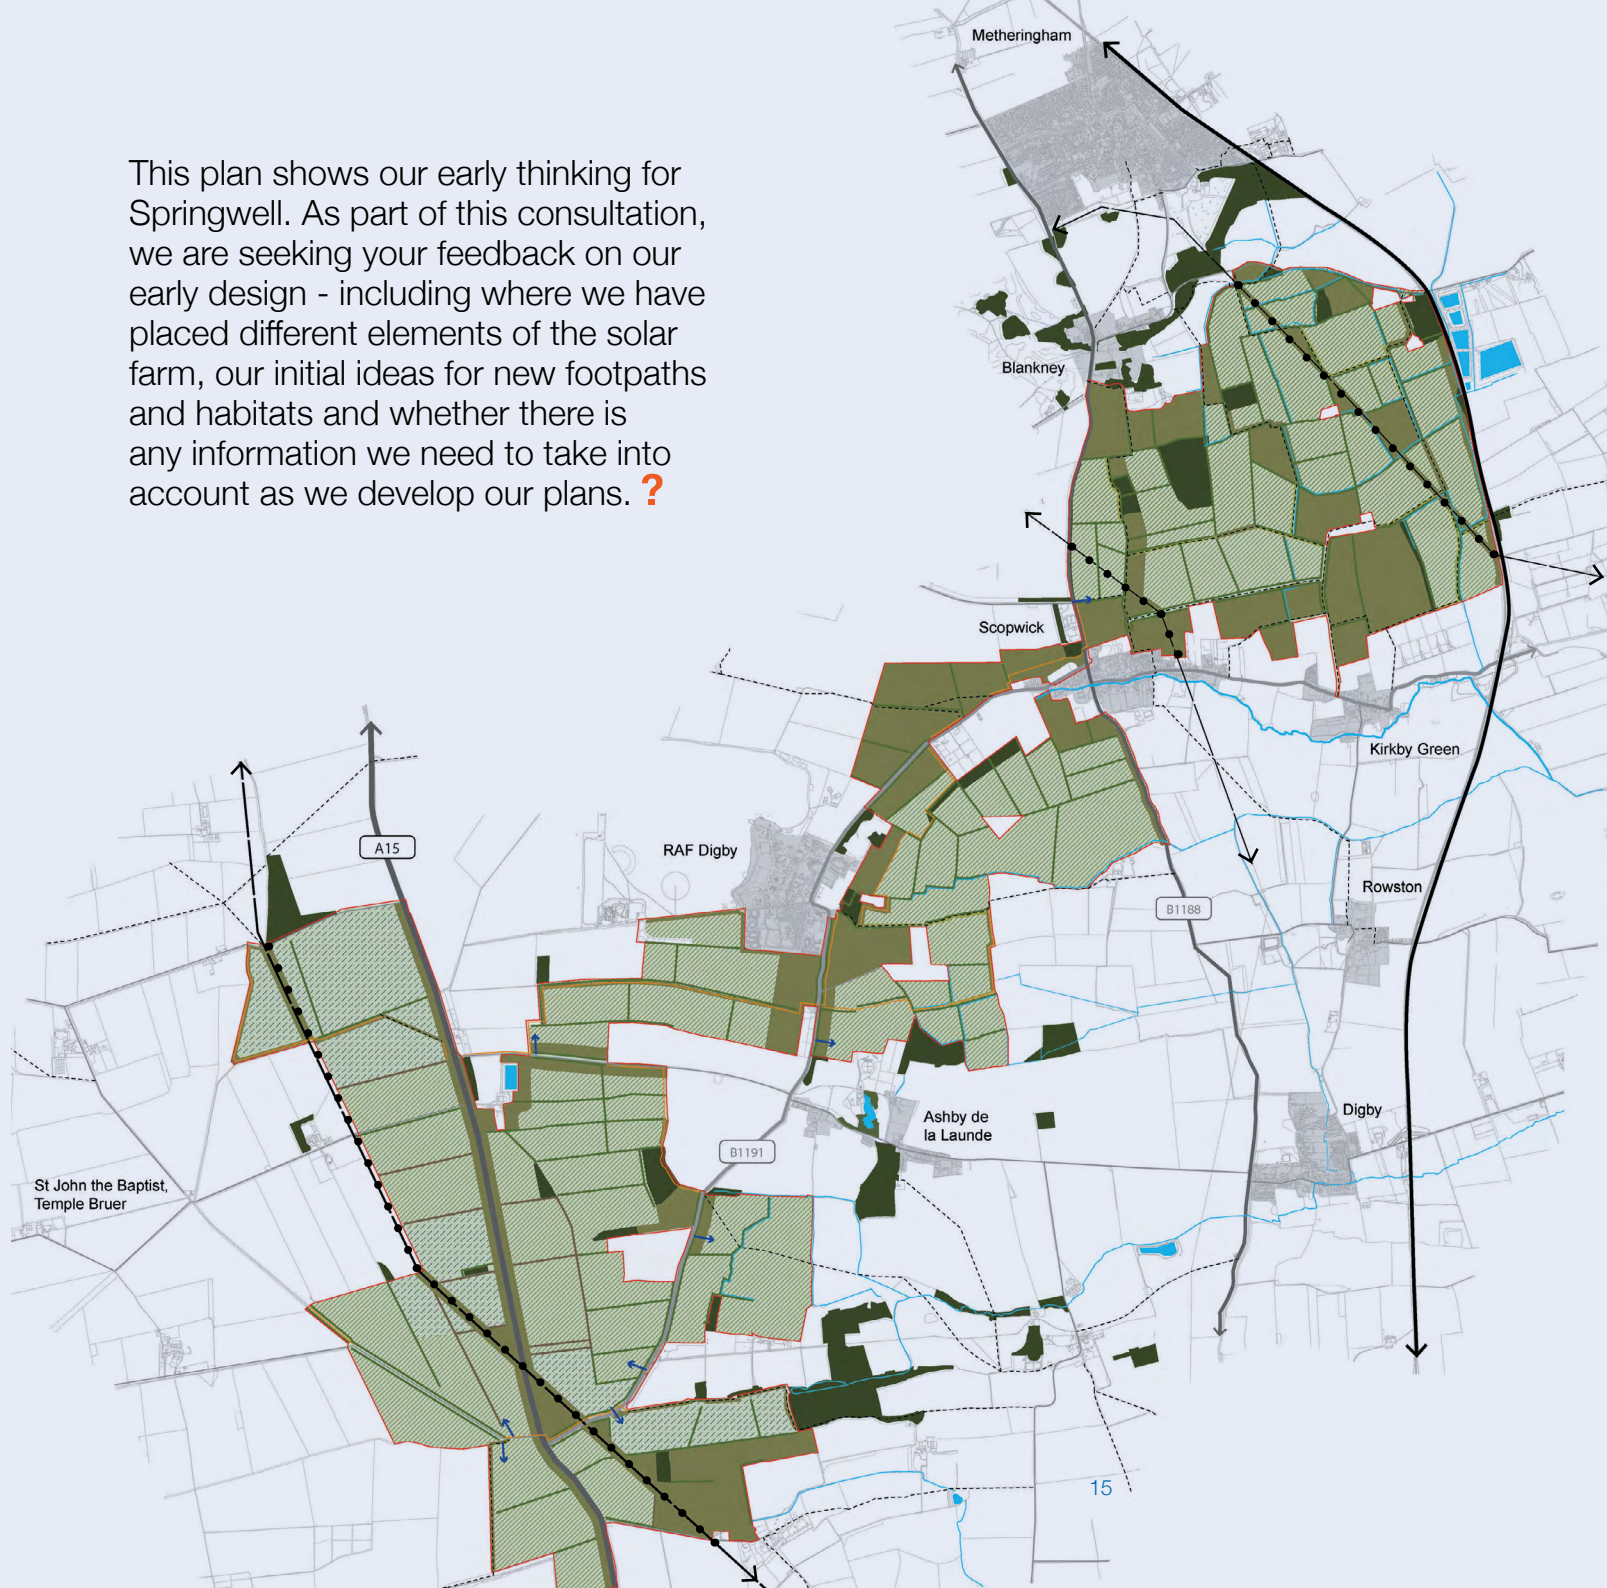 This plan shows our early thinking for
Springwell. As part of this consultation,
we are seeking your feedback on our
early design - including where we have
placed different elements of the solar
farm, our initial ideas for new footpaths
and habitats and whether there is
any information we need to take into
account as we develop our plans. ?
Metheringham
Blankney
Scopwick
Kirkby Green
RAF Digby
A15
Rowston
B1188
Ashby de
la Launde
Digby
B1191
St John the Baptist,
Temple Bruer
15